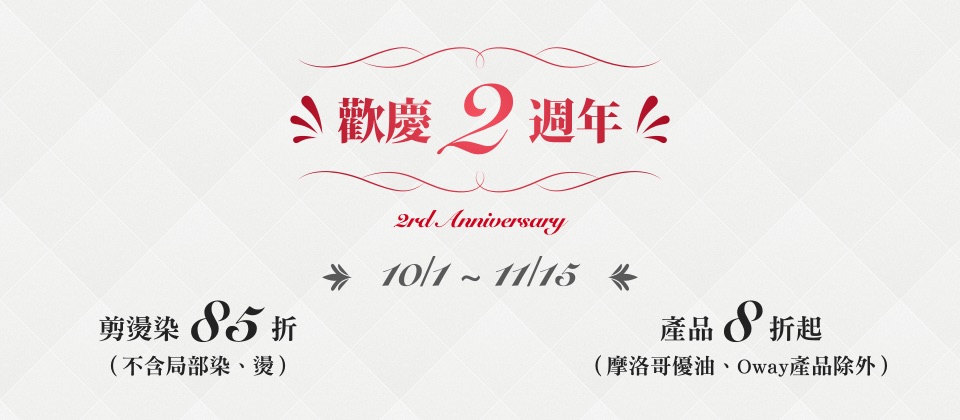 歡慶2週年
2rd Anniversary
10/1 ~ 11/15
剪燙染 85 折
（不含局部染、燙）
產品 8 折起
（摩洛哥優油、Oway產品除外）